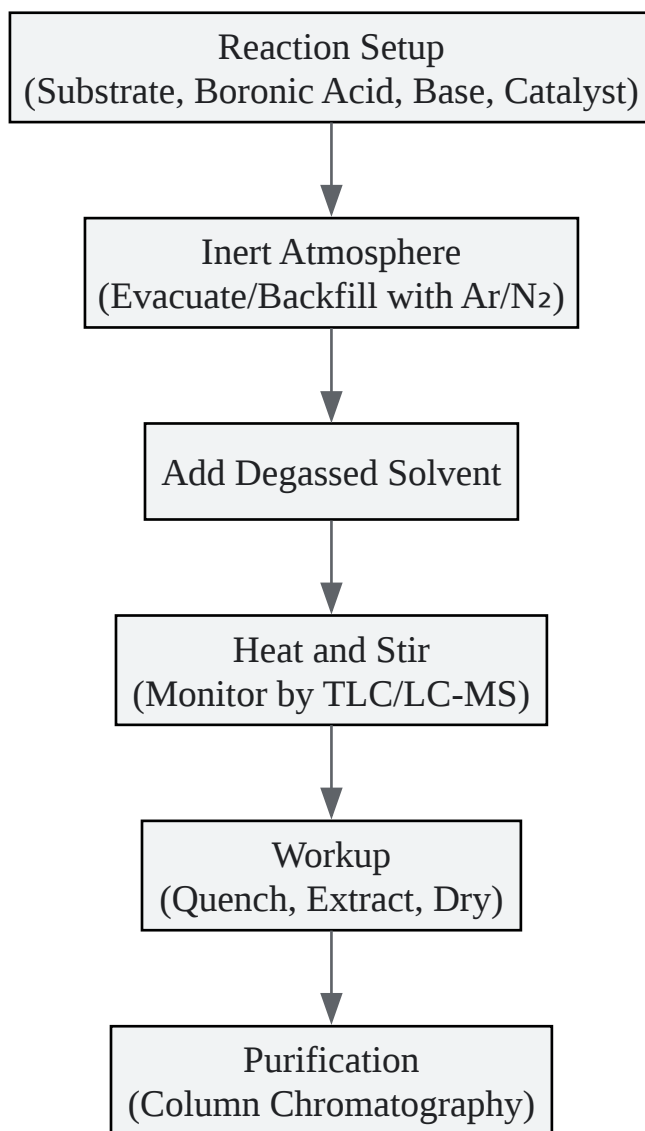 Reaction Setup
(Substrate, Boronic Acid, Base, Catalyst)
Inert Atmosphere
(Evacuate/Backfill with Ar/N₂)
Add Degassed Solvent
Heat and Stir
(Monitor by TLC/LC-MS)
Workup
(Quench, Extract, Dry)
Purification
(Column Chromatography)